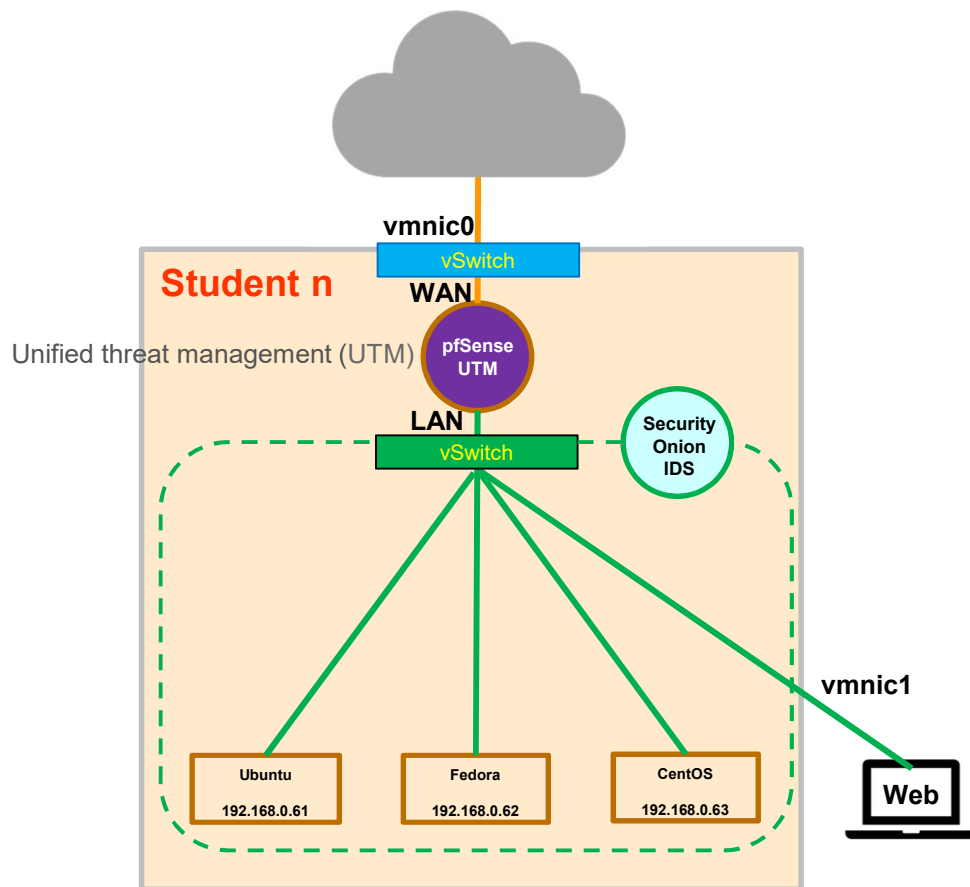 vmnic0
vSwitch
Student n
WAN
Unified threat management (UTM)
pfSense
UTM
LAN
vSwitch
Security
Onion
IDS
vmnic1
Ubuntu
192.168.0.61
Fedora
192.168.0.62
CentOS
192.168.0.63
Web